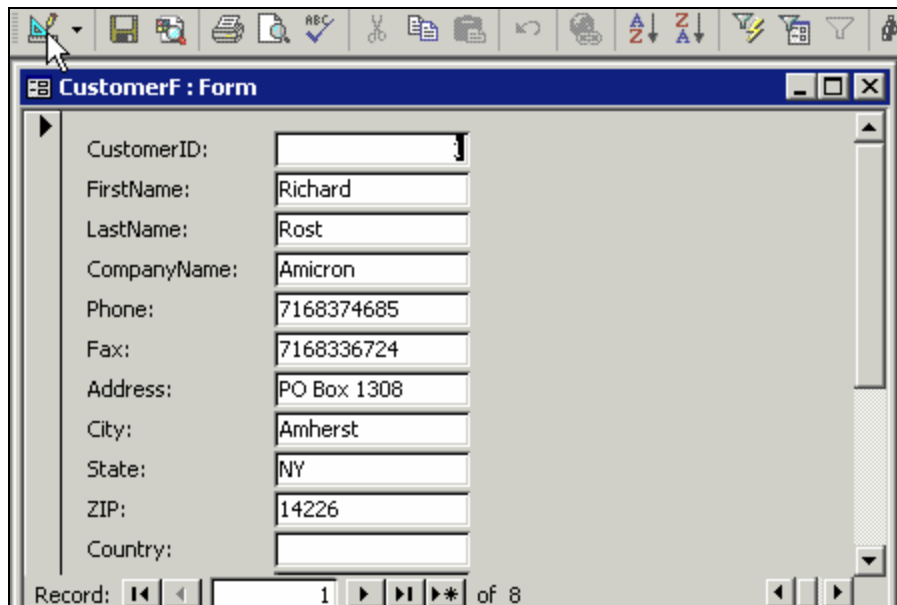 ABC
A Z
Z A
CustomerF : Form
CustomerID:
FirstName: Richard
LastName: Rost
CompanyName: Amicron
Phone: 7168374685
Fax: 7168336724
Address: PO Box 1308
City: Amherst
State: NY
ZIP: 14226
Country:
Record: 1 of 8